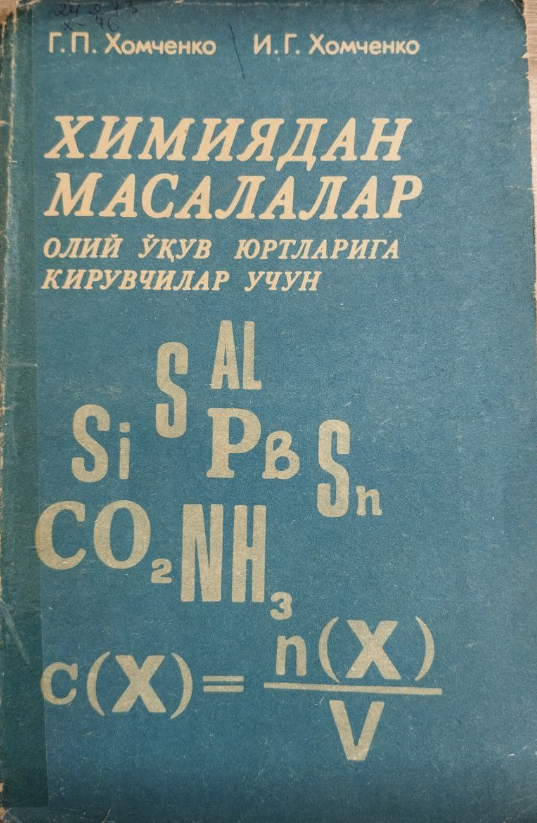 Г. П. Хомченко И. Г. Хомченко
ХИМИЯДАН
МАСАЛАЛАР
ОЛИЙ ЎҚУВ ЮРТЛАРИГА
КИРУВЧИЛАР УЧУН
S AL
Si Pв Sn
CO₂ NH₃
c(X) = n(X)/V